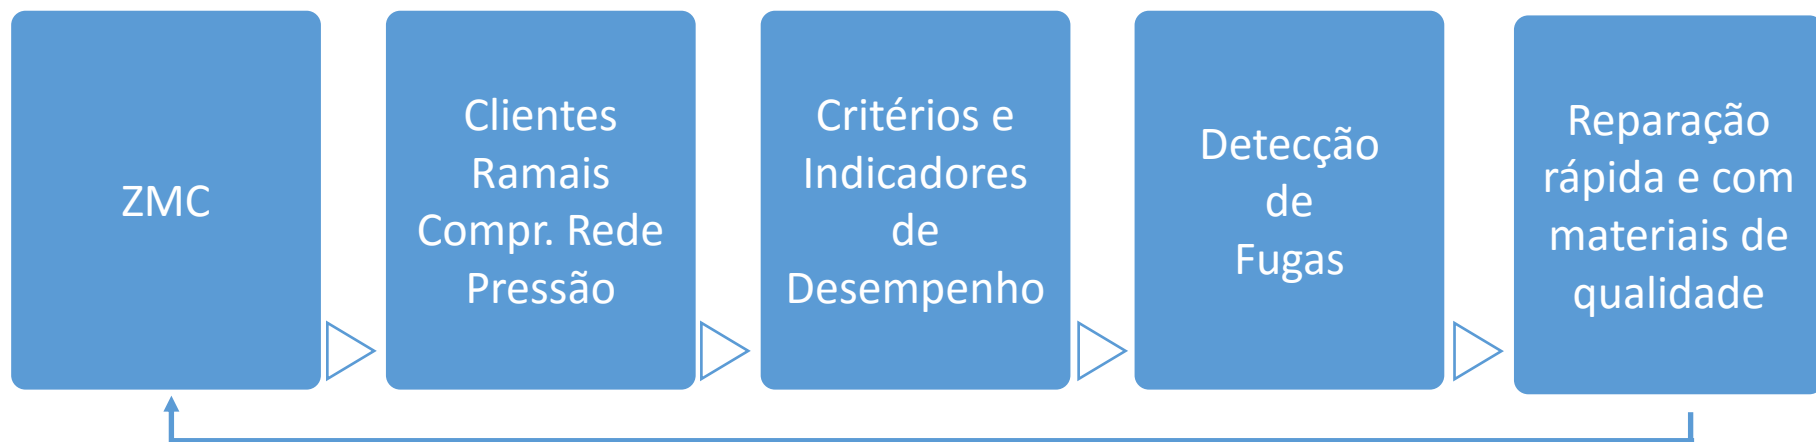 ZMC
Clientes
Ramais
Compr. Rede
Pressão
Critérios e
Indicadores
de
Desempenho
Detecção
de
Fugas
Reparação
rápida e com
materiais de
qualidade